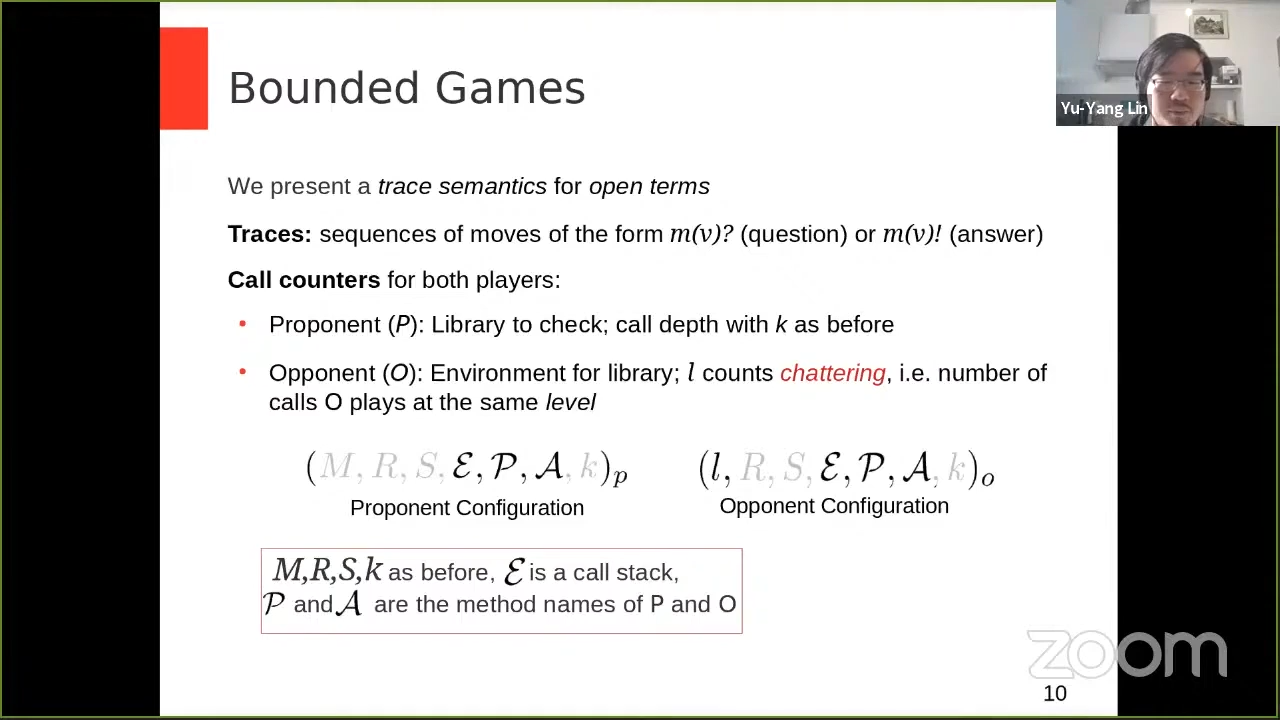 Bounded Games
Yu-Yang Lin
We present a trace semantics for open terms
Traces: sequences of moves of the form m(v)? (question) or m(v)! (answer)
Call counters for both players:
• Proponent (P): Library to check; call depth with k as before
• Opponent (O): Environment for library; l counts chattering, i.e. number of
calls O plays at the same level
(M, R, S, ℰ, 𝒫, 𝒜, k)p
(l, R, S, ℰ, 𝒫, 𝒜, k)o
Proponent Configuration
Opponent Configuration
M,R,S,k as before, ℰ is a call stack,
𝒫 and 𝒜 are the method names of P and O
zoom
10